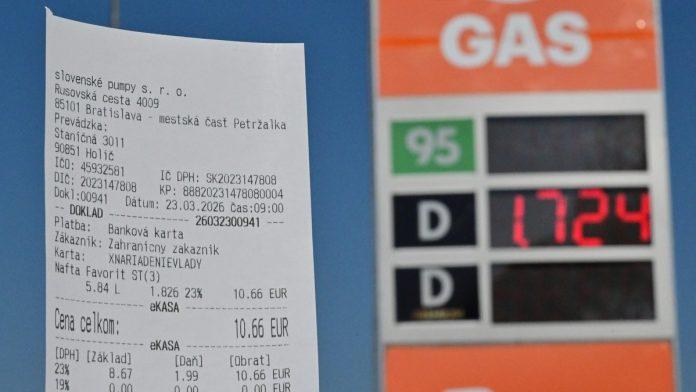 slovenské pumpy s. r. o.
Rusovská cesta 4009
85101 Bratislava - mestská časť Petržalka
Prevádzka:
Staničná 3011
90851 Holíč
IČO: 45932581 IČ DPH: SK2023147808
DIČ: 2023147808 KP: 88820231478080004
Dokl:00941 Dátum: 23.03.2026 čas:09:00
-- DOKLAD ---------------26032300941--
Platba: Banková karta
Zákazník: Zahranicny zakaznik
Karta: XNARIADENIEVLADY
Nafta Favorit ST(3)
5.84 L 1.826 23% 10.66 EUR
eKASA
Cena celkom: 10.66 EUR
eKASA
[DPH] [Základ] [Daň] [Obrat]
23% 8.67 1.99 10.66 EUR
19% 0.00 0.00 0.00 EUR
GAS
95
D 1,724
D